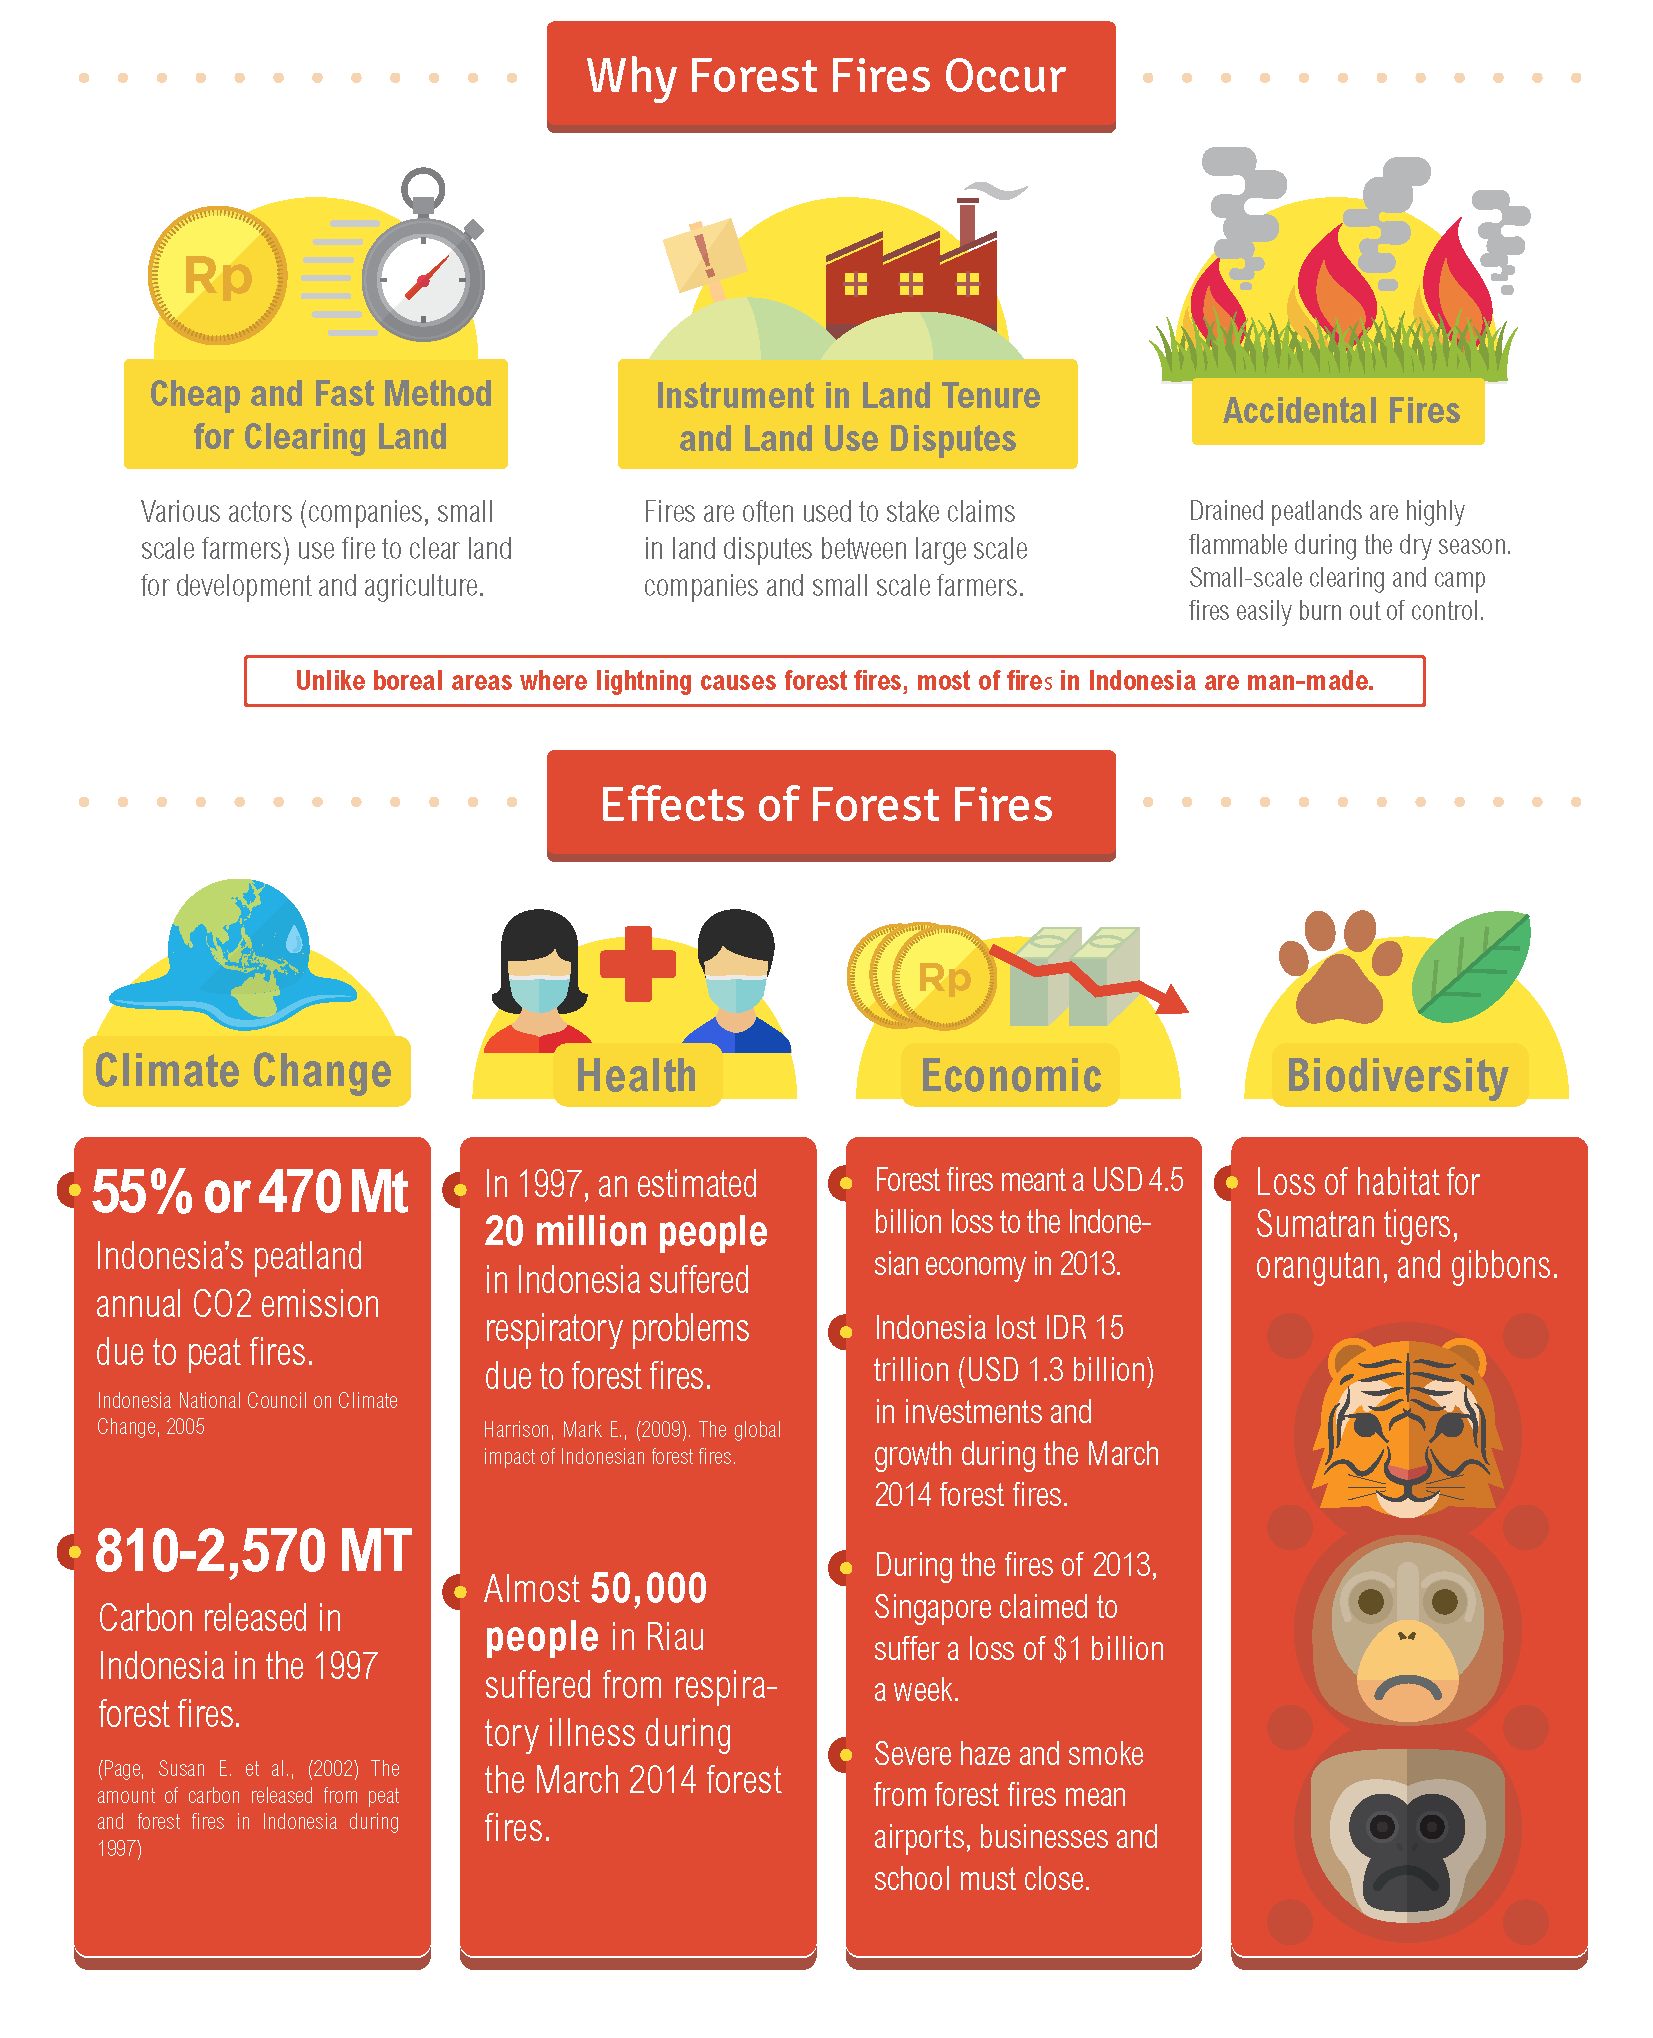 Why Forest Fires Occur
Rp
Cheap and Fast Method
for Clearing Land
Various actors (companies, small
scale farmers) use fire to clear land
for development and agriculture.
!
Instrument in Land Tenure
and Land Use Disputes
Fires are often used to stake claims
in land disputes between large scale
companies and small scale farmers.
Accidental Fires
Drained peatlands are highly
flammable during the dry season.
Small-scale clearing and camp
fires easily burn out of control.
Unlike boreal areas where lightning causes forest fires, most of fires in Indonesia are man-made.
Effects of Forest Fires
Climate Change
55% or 470 Mt
Indonesia's peatland
annual CO2 emission
due to peat fires.
Indonesia National Council on Climate
Change, 2005
810-2,570 MT
Carbon released in
Indonesia in the 1997
forest fires.
(Page, Susan E. et al., (2002) The
amount of carbon released from peat
and forest fires in Indonesia during
1997)
Health
In 1997, an estimated
20 million people
in Indonesia suffered
respiratory problems
due to forest fires.
Harrison, Mark E., (2009). The global
impact of Indonesian forest fires.
Almost 50,000
people in Riau
suffered from respira-
tory illness during
the March 2014 forest
fires.
Rp
Economic
Forest fires meant a USD 4.5
billion loss to the Indone-
sian economy in 2013.
Indonesia lost IDR 15
trillion (USD 1.3 billion)
in investments and
growth during the March
2014 forest fires.
During the fires of 2013,
Singapore claimed to
suffer a loss of $1 billion
a week.
Severe haze and smoke
from forest fires mean
airports, businesses and
school must close.
Biodiversity
Loss of habitat for
Sumatran tigers,
orangutan, and gibbons.